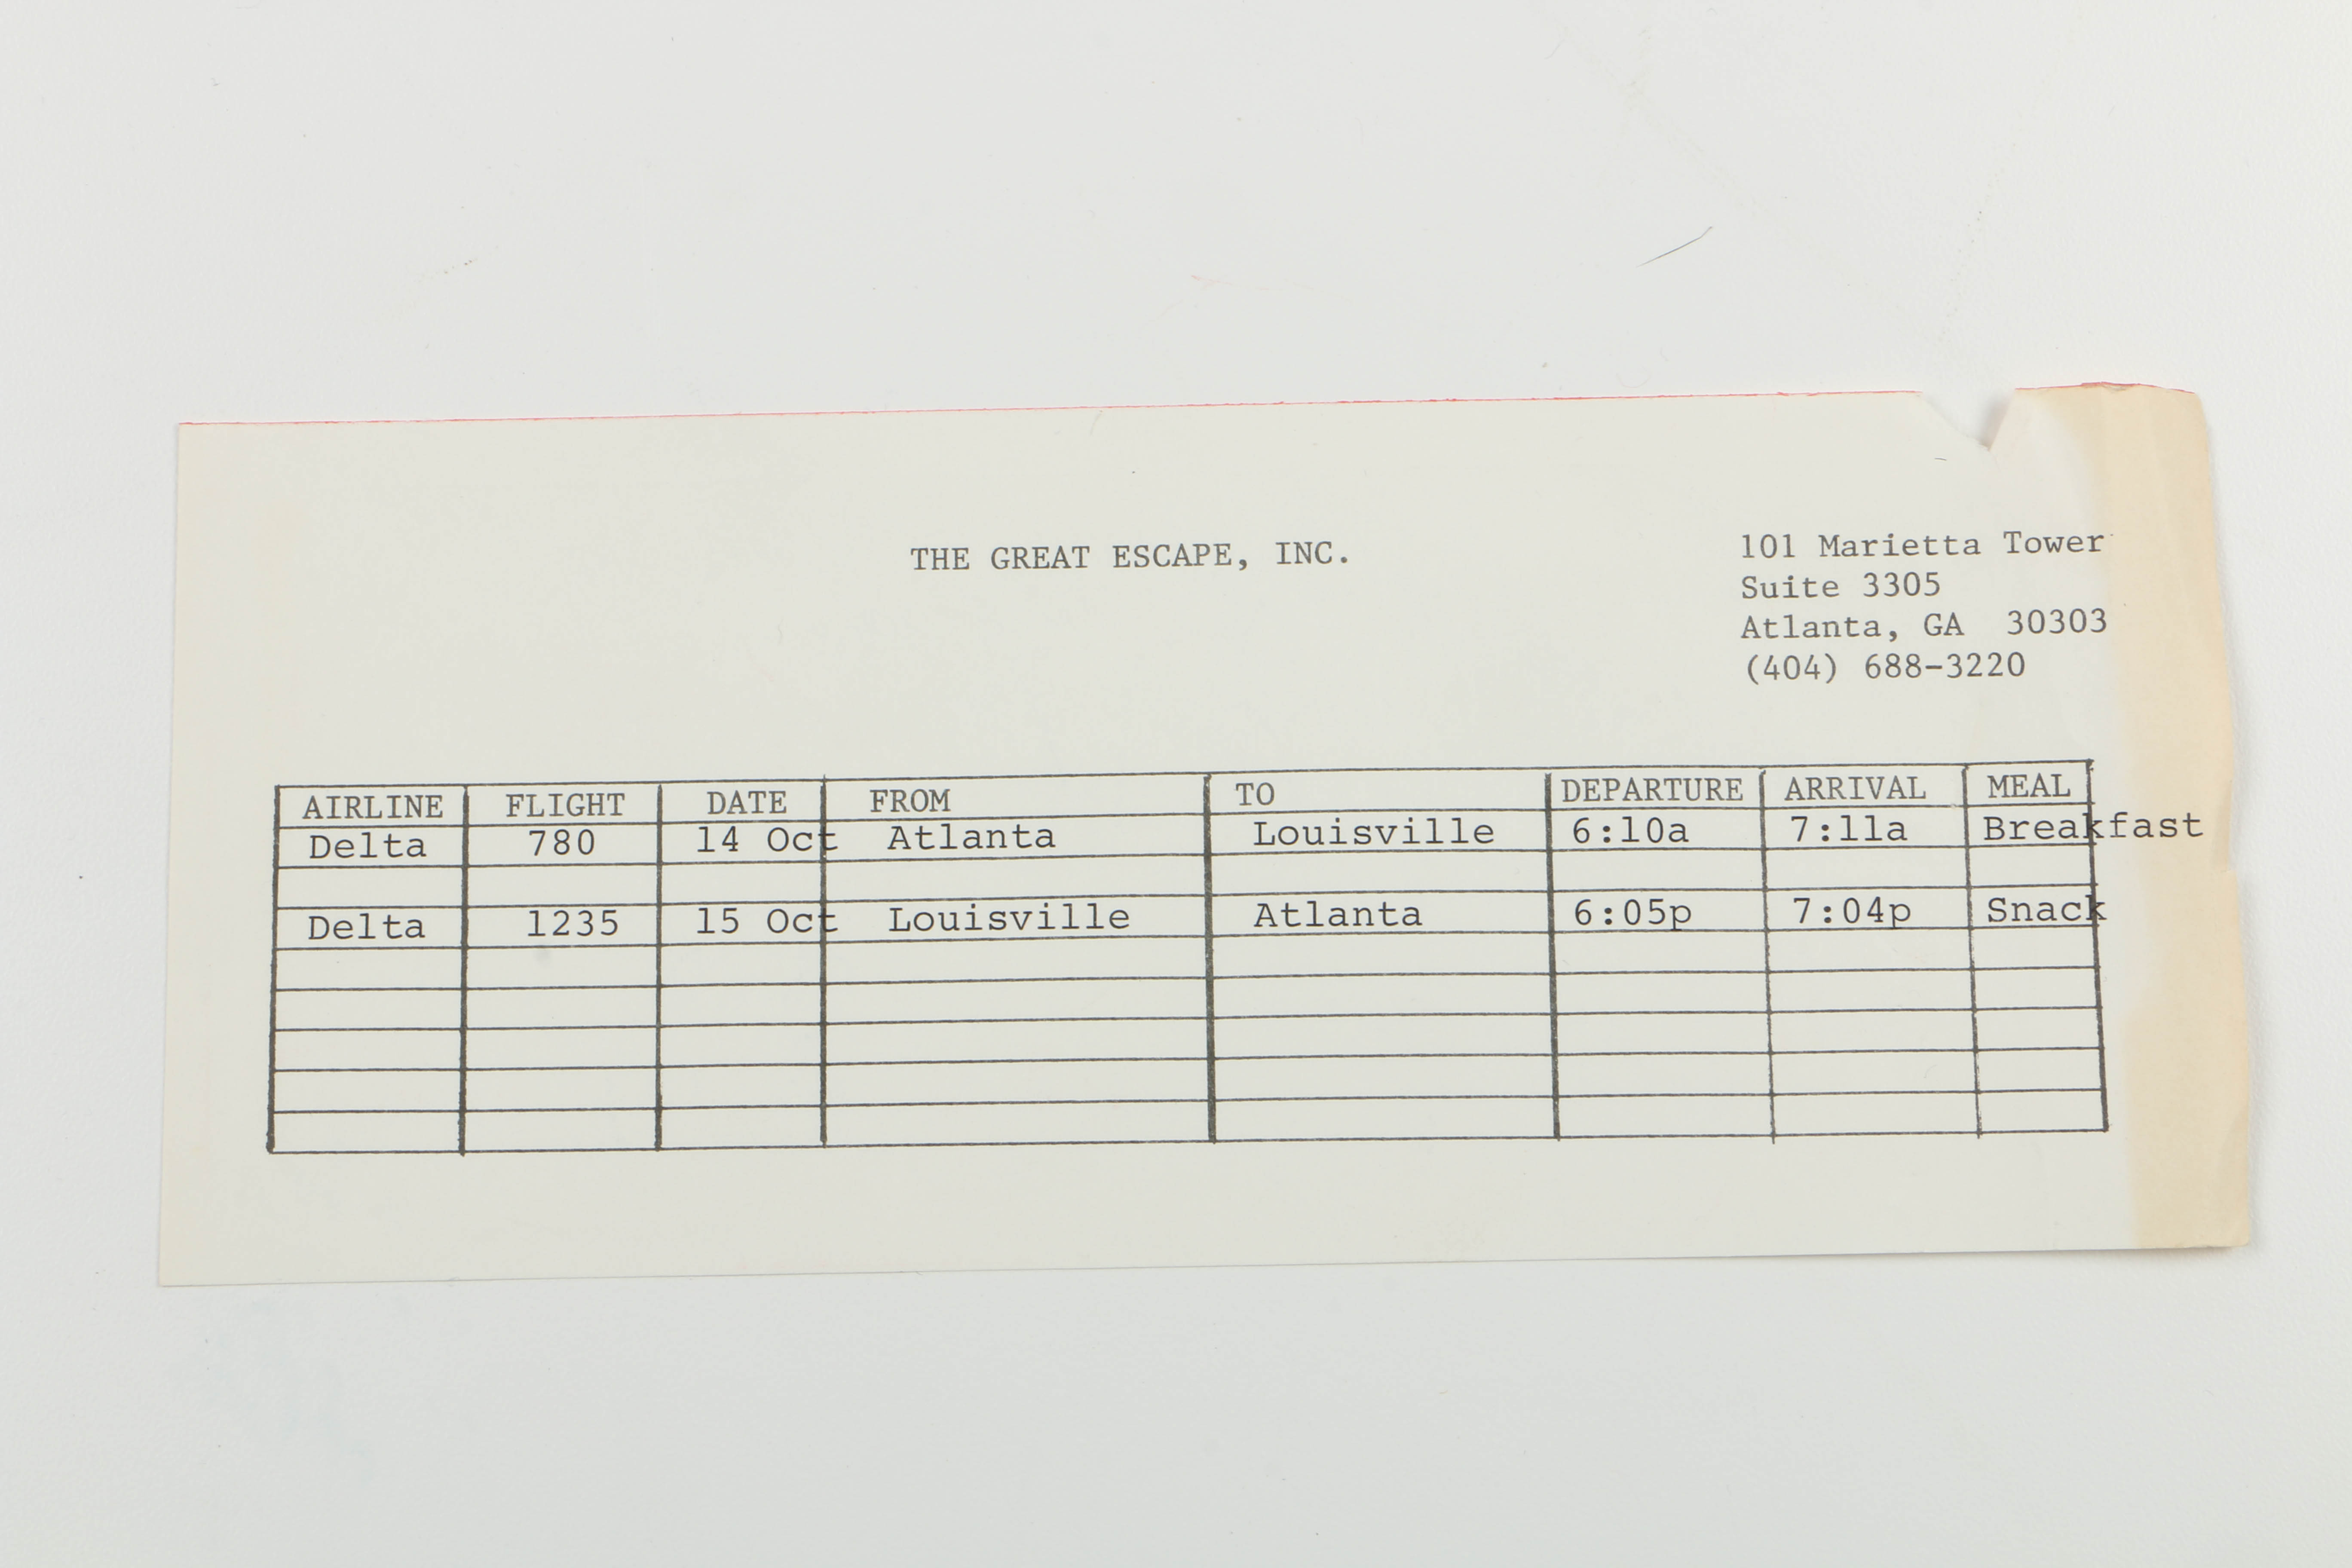 THE GREAT ESCAPE, INC.
101 Marietta Tower
Suite 3305
Atlanta, GA 30303
(404) 688-3220
AIRLINE FLIGHT DATE FROM TO DEPARTURE ARRIVAL MEAL
Delta 780 14 Oct Atlanta Louisville 6:10a 7:11a Breakfast
Delta 1235 15 Oct Louisville Atlanta 6:05p 7:04p Snack